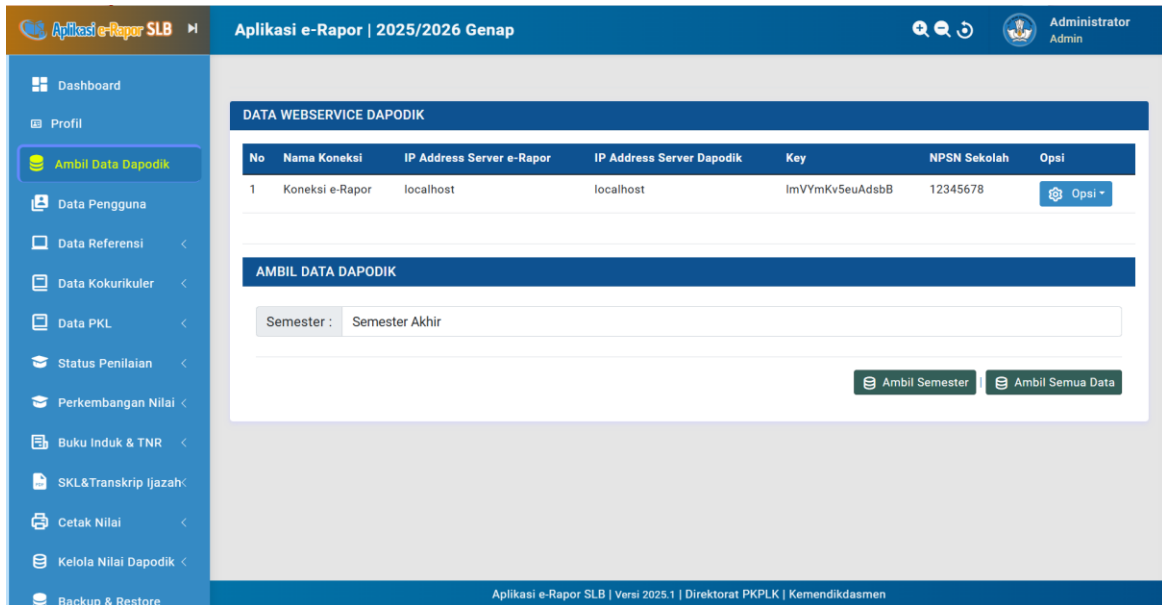 Aplikasi e-Rapor SLB
Aplikasi e-Rapor | 2025/2026 Genap
Administrator
Admin
Dashboard
Profil
Ambil Data Dapodik
Data Pengguna
Data Referensi
Data Kokurikuler
Data PKL
Status Penilaian
Perkembangan Nilai
Buku Induk & TNR
SKL&Transkrip Ijazah
Cetak Nilai
Kelola Nilai Dapodik
Backup & Restore
DATA WEBSERVICE DAPODIK
No Nama Koneksi IP Address Server e-Rapor IP Address Server Dapodik Key NPSN Sekolah Opsi
1 Koneksi e-Rapor localhost localhost ImVYmKv5euAdsbB 12345678 Opsi
AMBIL DATA DAPODIK
Semester : Semester Akhir
Ambil Semester | Ambil Semua Data
Aplikasi e-Rapor SLB | Versi 2025.1 | Direktorat PKPLK | Kemendikdasmen